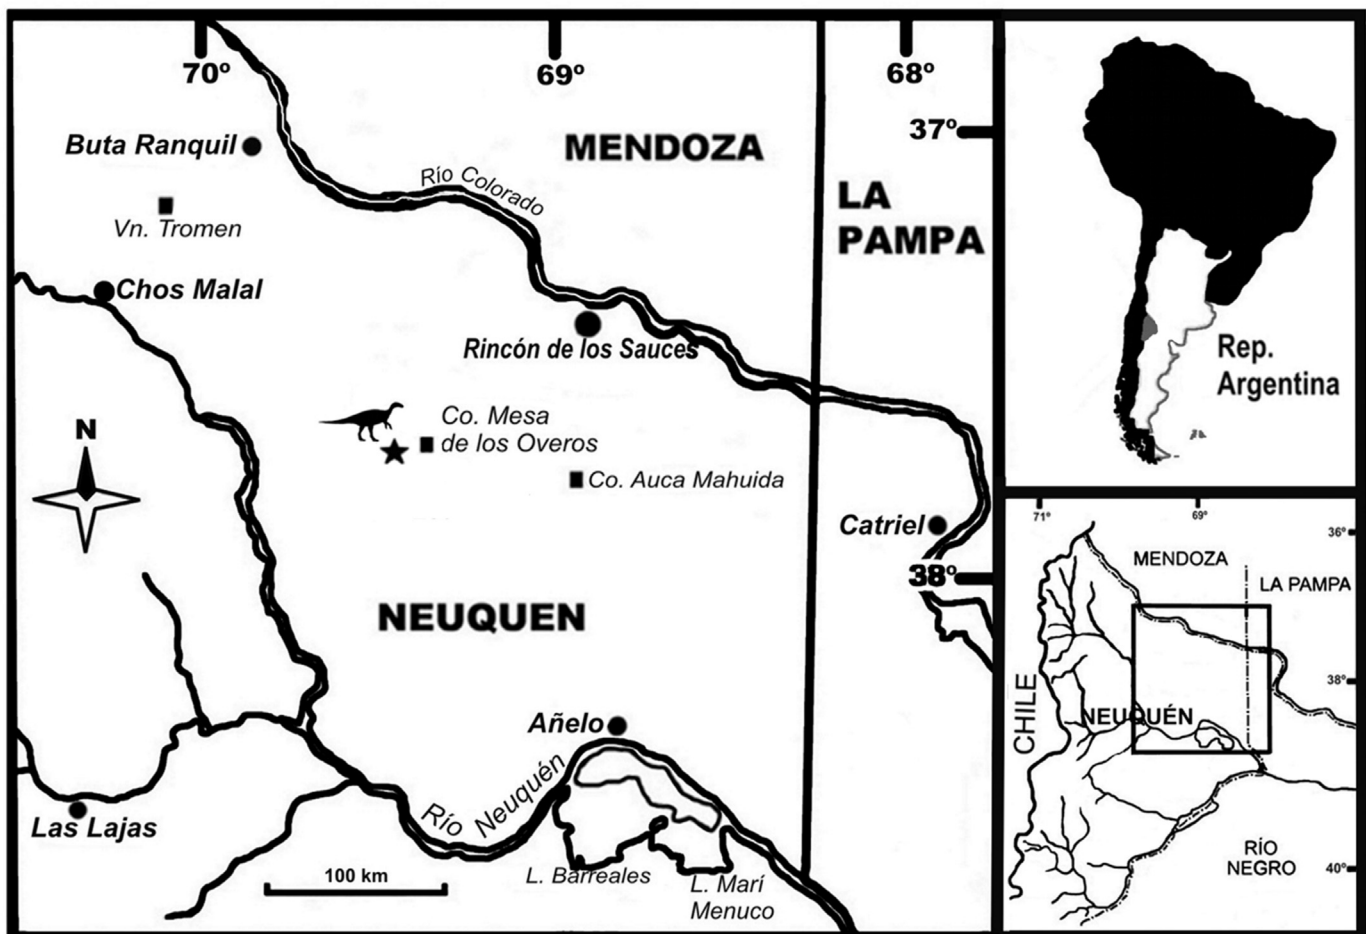 70º
69º
68º
37º
Buta Ranquil
MENDOZA
Río Colorado
LA
PAMPA
Vn. Tromen
Chos Malal
Rincón de los Sauces
Co. Mesa
de los Overos
N
Co. Auca Mahuida
Catriel
38º
NEUQUEN
Añelo
Río Neuquén
Las Lajas
100 km
L. Barreales
L. Marí
Menuco
Rep.
Argentina
71º
69º
36º
MENDOZA
LA PAMPA
38º
CHILE
NEUQUÉN
RÍO
NEGRO
40º